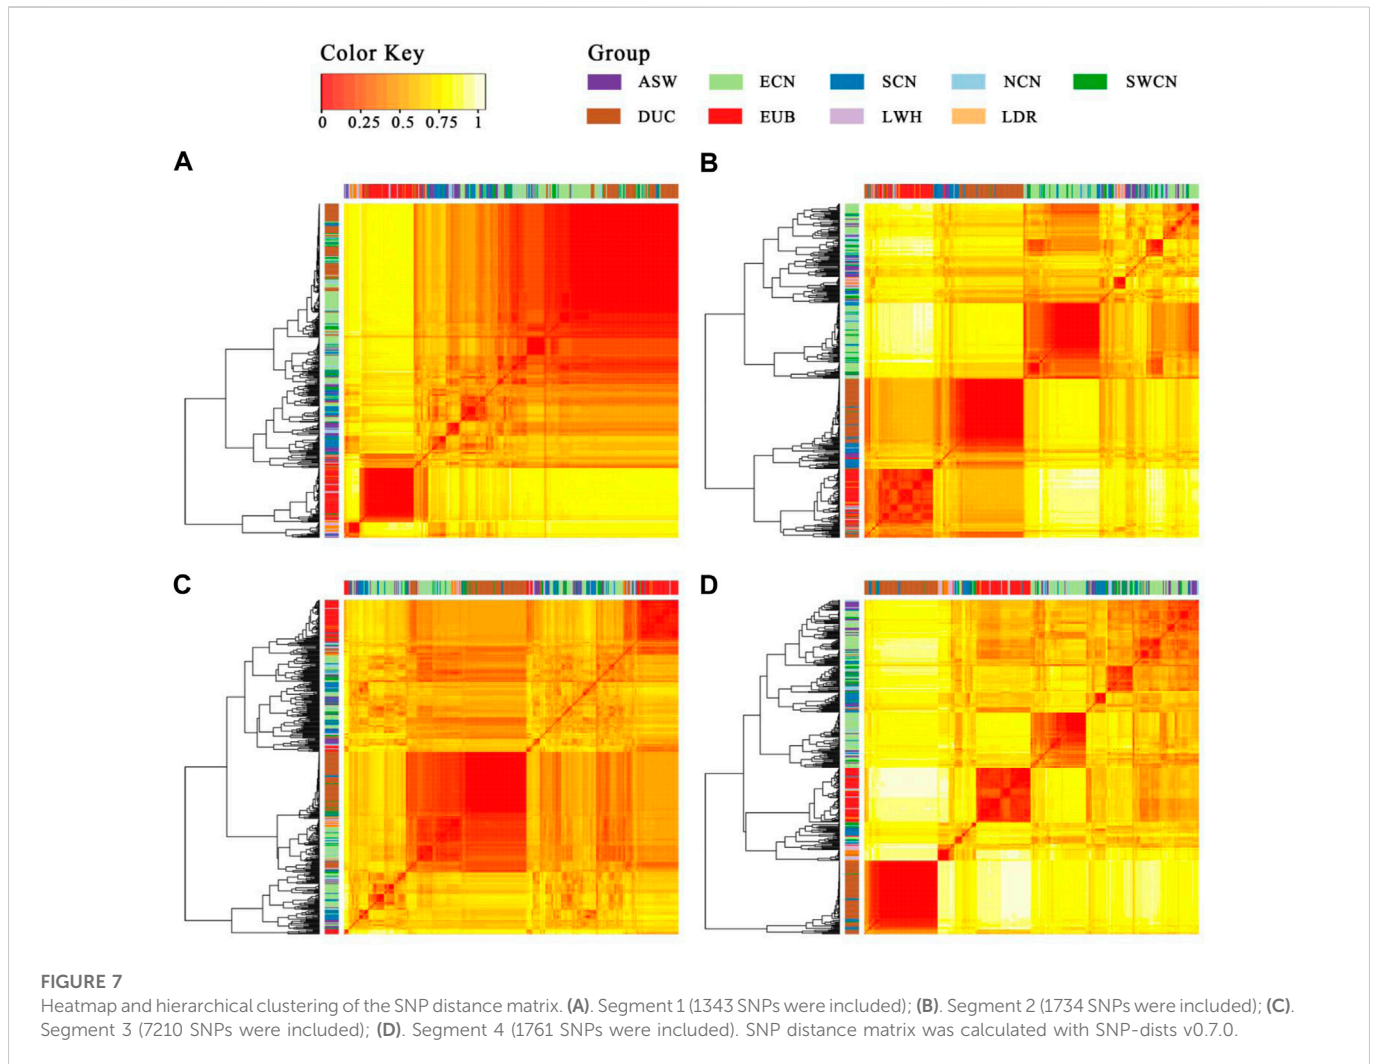 Color Key
0 0.25 0.5 0.75 1
Group
ASW ECN SCN NCN SWCN
DUC EUB LWH LDR
A
B
C
D
FIGURE 7
Heatmap and hierarchical clustering of the SNP distance matrix. (A). Segment 1 (1343 SNPs were included); (B). Segment 2 (1734 SNPs were included); (C).
Segment 3 (7210 SNPs were included); (D). Segment 4 (1761 SNPs were included). SNP distance matrix was calculated with SNP-dists v0.7.0.